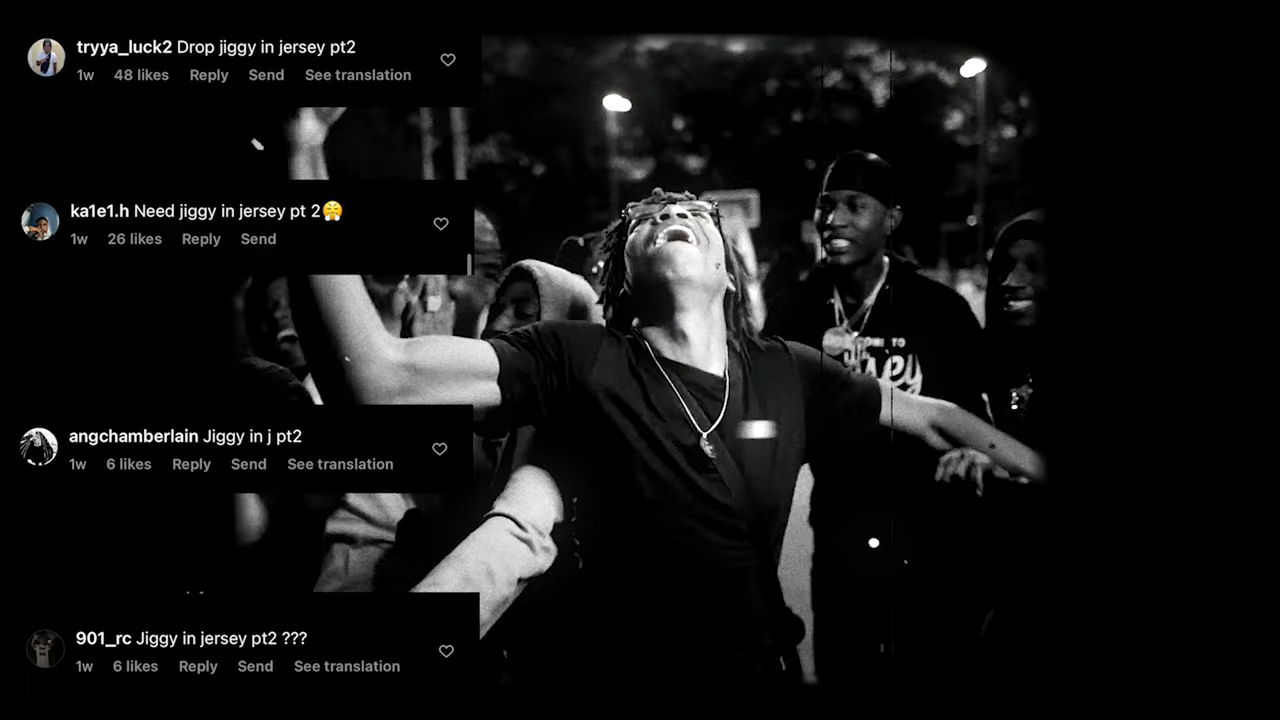 tryya_luck2 Drop jiggy in jersey pt2
1w 48 likes Reply Send See translation
ka1e1.h Need jiggy in jersey pt 2😤
1w 26 likes Reply Send
angchamberlain Jiggy in j pt2
1w 6 likes Reply Send See translation
901_rc Jiggy in jersey pt2 ???
1w 6 likes Reply Send See translation